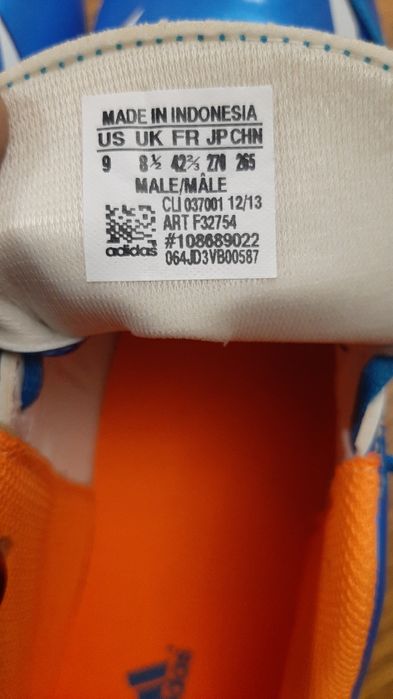 MADE IN INDONESIA
US UK FR JP CHN
9 8½ 42⅔ 270 265
MALE/MÂLE
CLI 037001 12/13
ART F32754
#108689022
adidas 064JD3VB00587